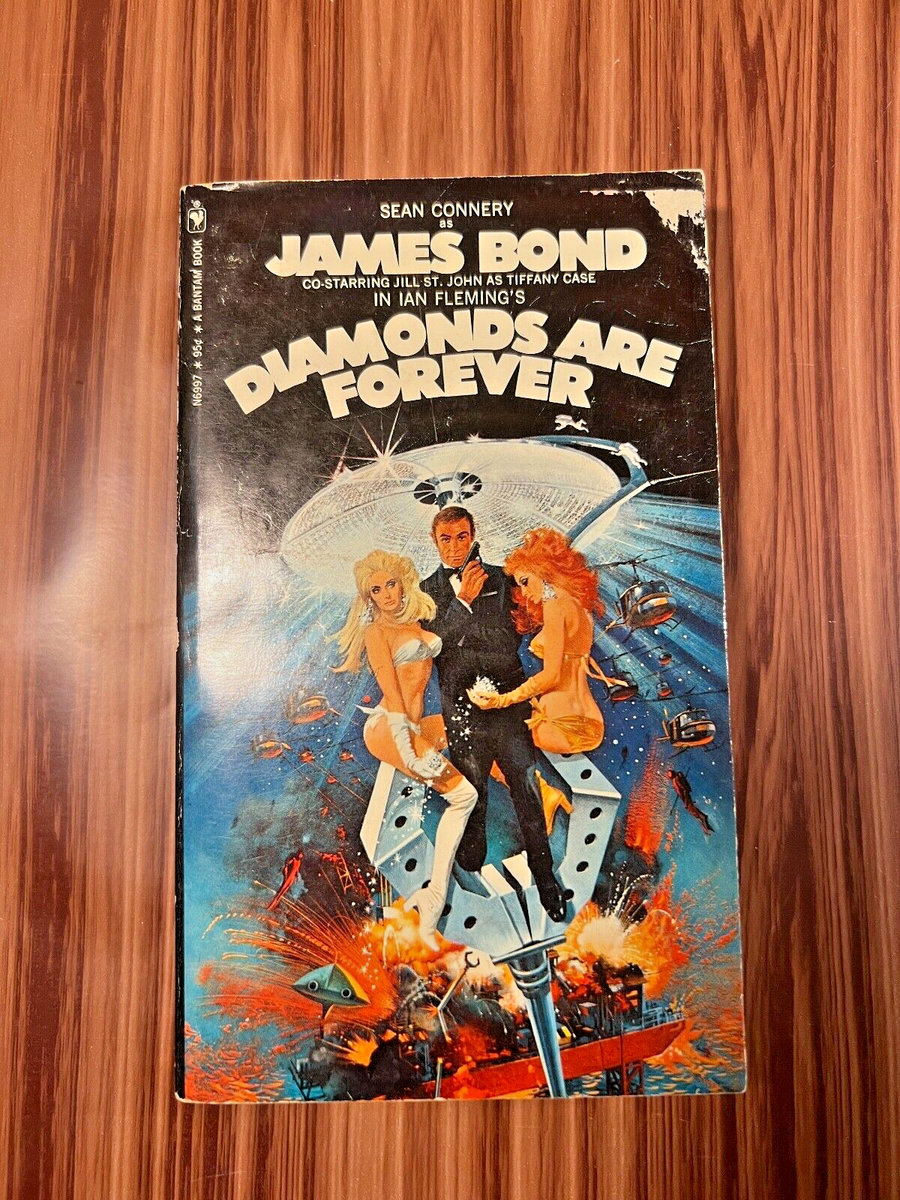 SEAN CONNERY
as
JAMES BOND
CO-STARRING JILL ST. JOHN AS TIFFANY CASE
IN IAN FLEMING'S
DIAMONDS ARE
FOREVER
N6997 * 95¢ * A BANTAM BOOK
®